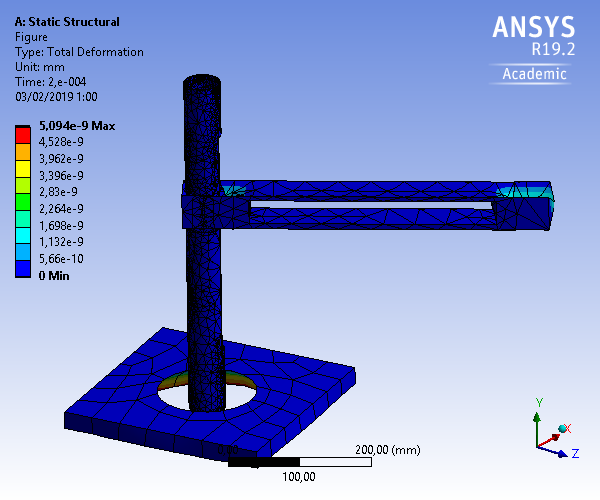 A: Static Structural
Figure
Type: Total Deformation
Unit: mm
Time: 2,e-004
03/02/2019 1:00
5,094e-9 Max
4,528e-9
3,962e-9
3,396e-9
2,83e-9
2,264e-9
1,698e-9
1,132e-9
5,66e-10
0 Min
ANSYS
R19.2
Academic
200,00 (mm)
100,00
Y
X
Z